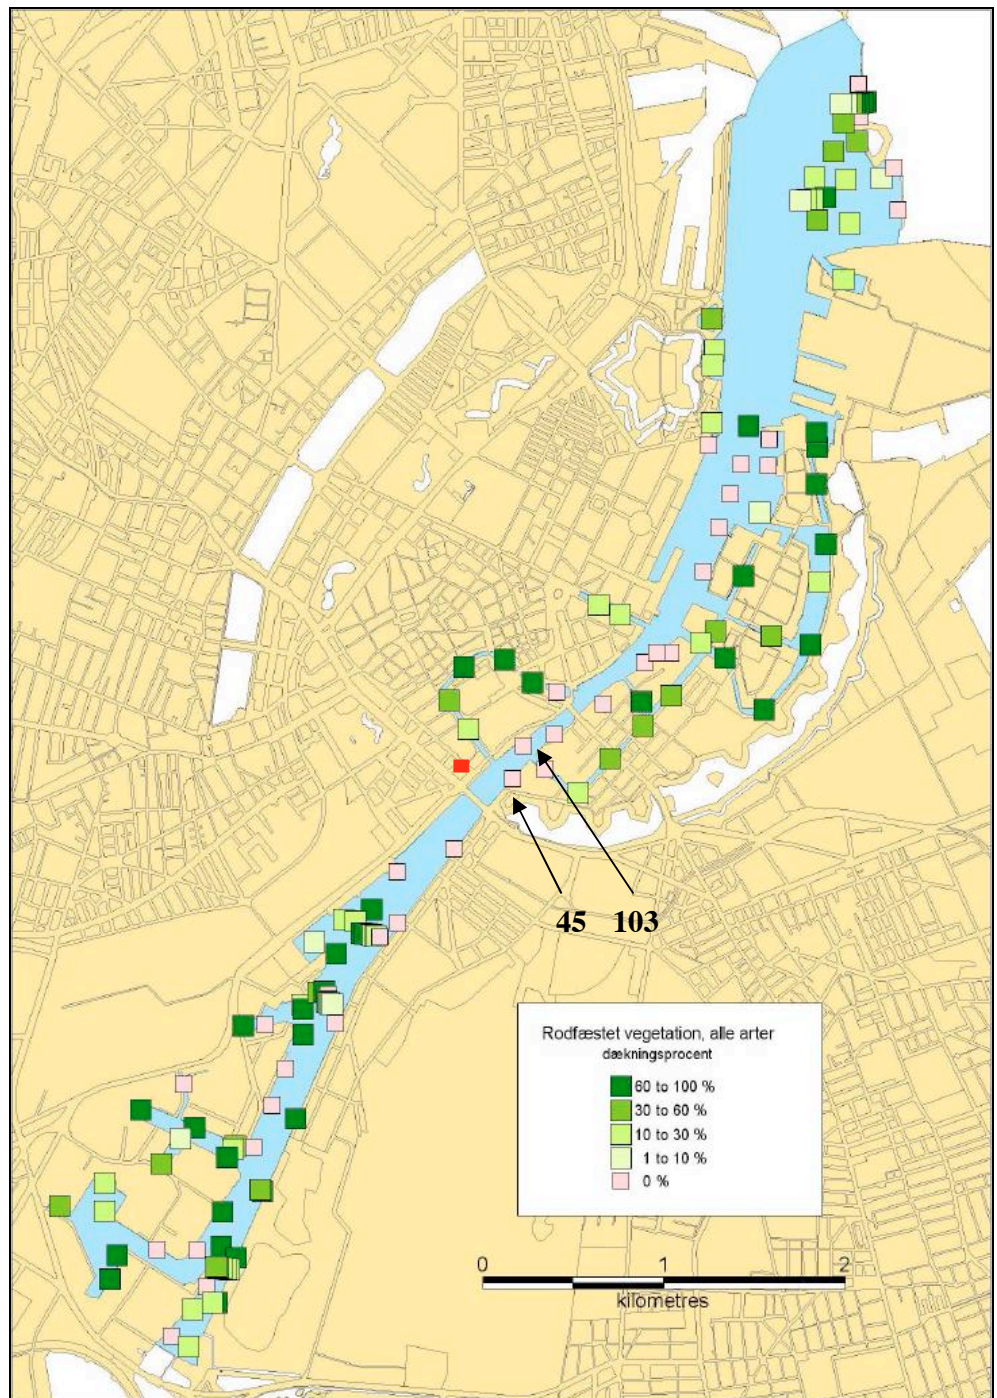 45 103
Rodfæstet vegetation, alle arter
dækningsprocent
60 to 100 %
30 to 60 %
10 to 30 %
1 to 10 %
0 %
0 1 2
kilometres